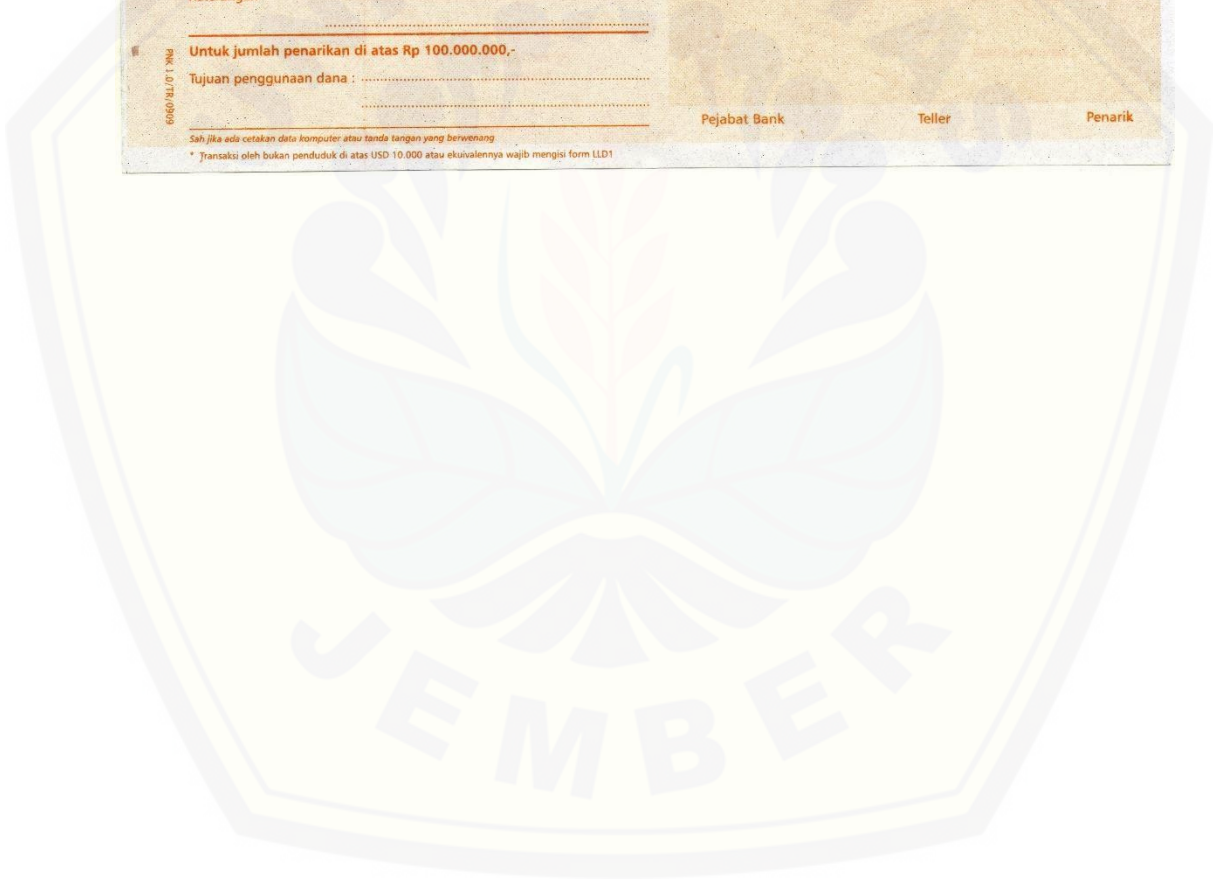 Untuk jumlah penarikan di atas Rp 100.000.000,-
Tujuan penggunaan dana :
PNK 1.0/TR/0909
Pejabat Bank Teller Penarik
Sah jika ada cetakan data komputer atau tanda tangan yang berwenang
* Transaksi oleh bukan penduduk di atas USD 10.000 atau ekuivalennya wajib mengisi form LLD1
JEMBER